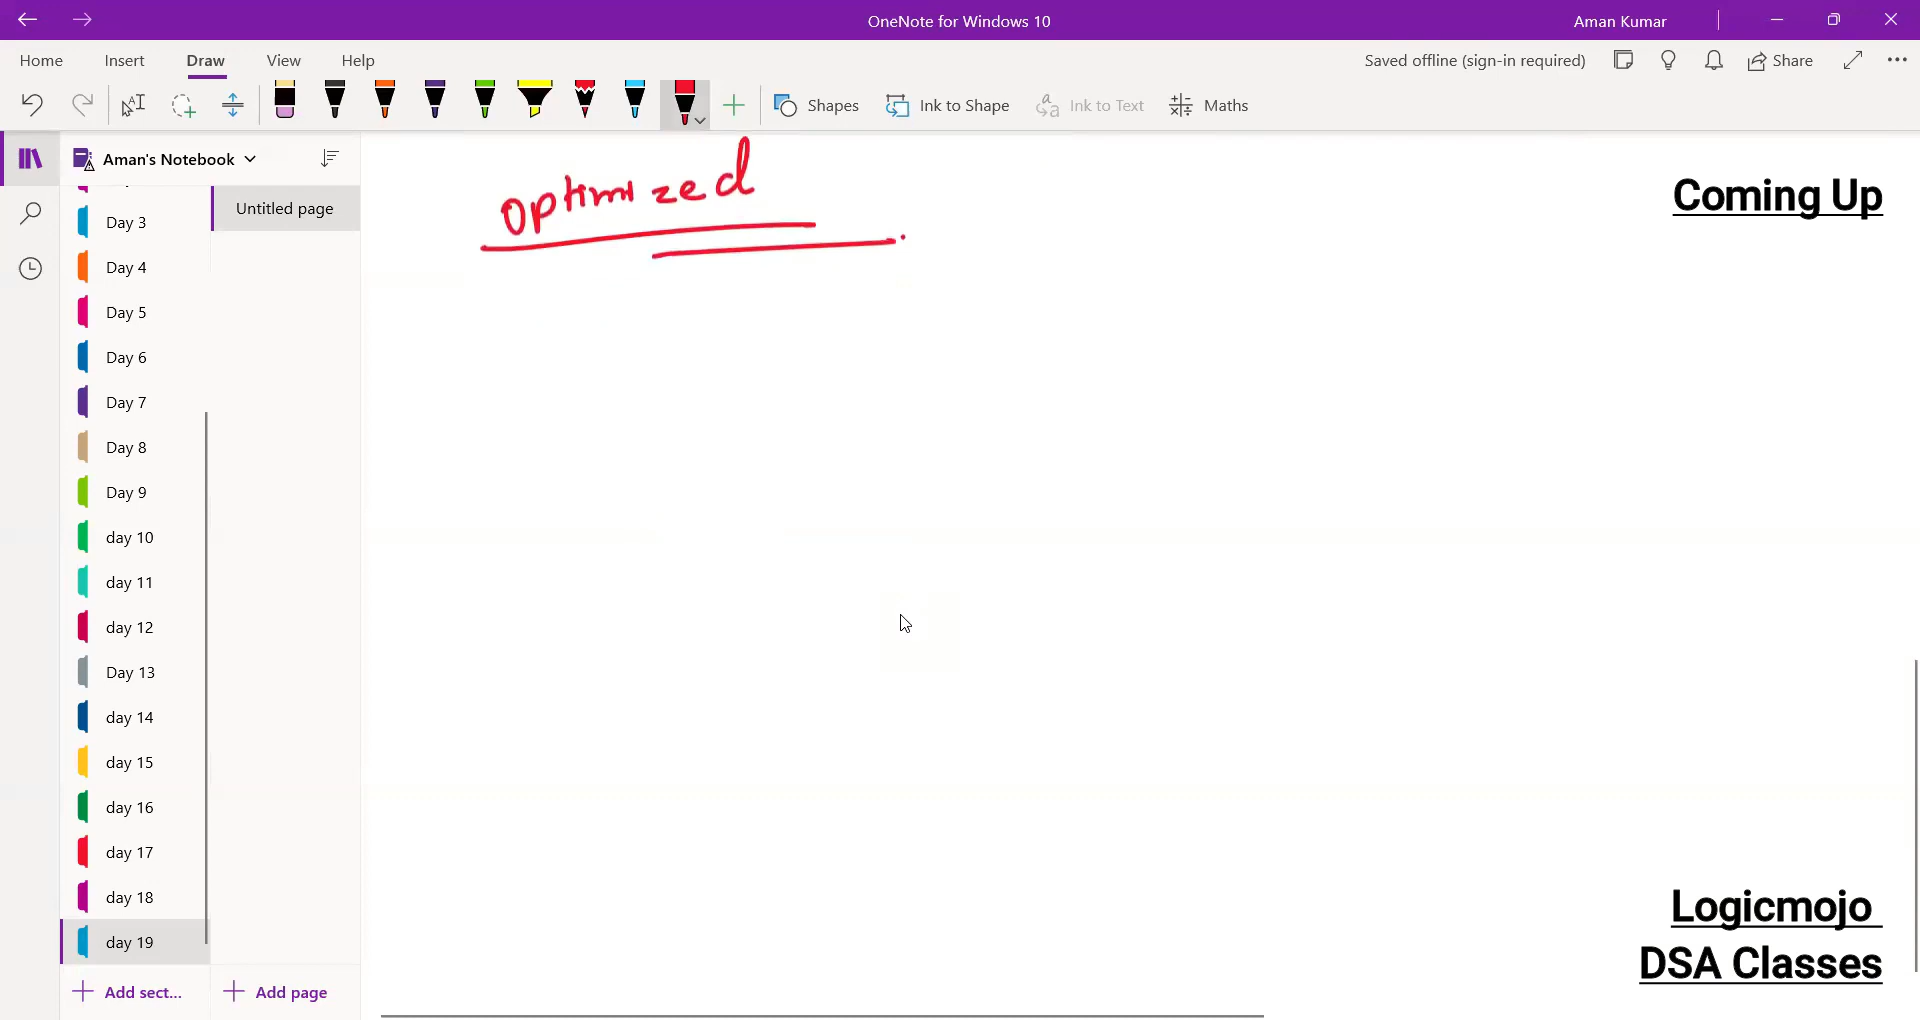 OneNote for Windows 10
Aman Kumar
Home Insert Draw View Help
Saved offline (sign-in required)
Share
Shapes
Ink to Shape
Ink to Text
Maths
Aman's Notebook
Untitled page
Day 3
Day 4
Day 5
Day 6
Day 7
Day 8
Day 9
day 10
day 11
day 12
Day 13
day 14
day 15
day 16
day 17
day 18
day 19
Add sect...
Add page
optimized
Coming Up
Logicmojo
DSA Classes